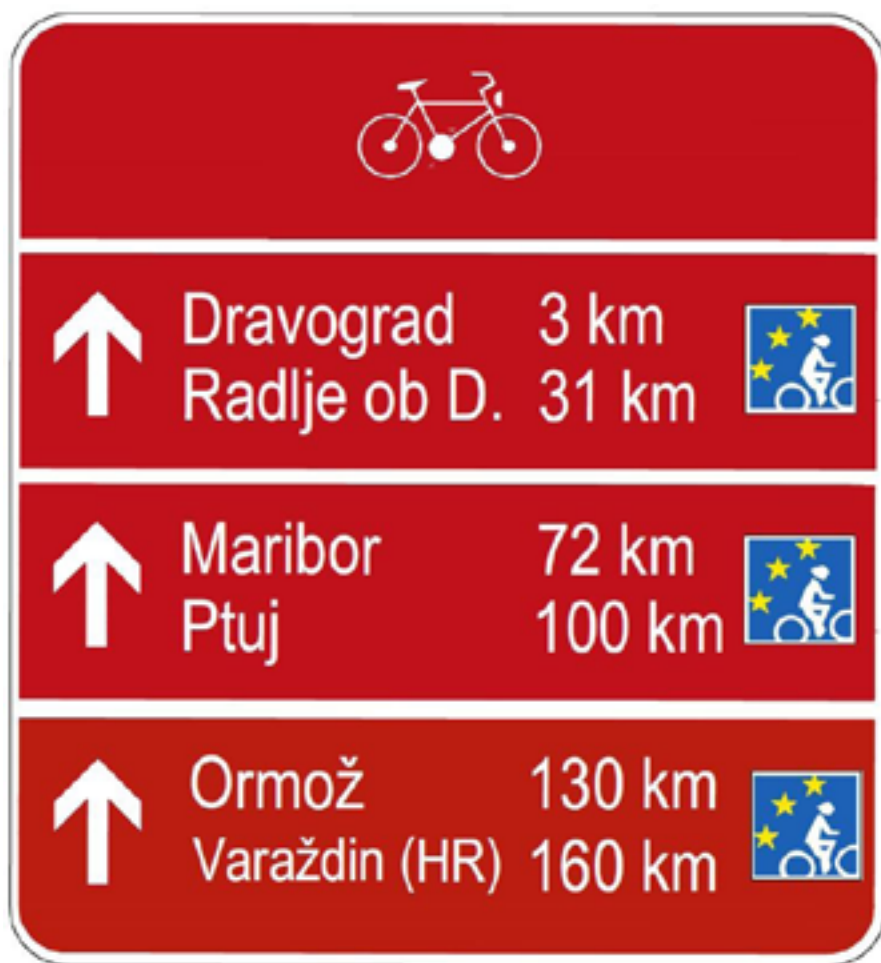 Dravograd 3 km
Radlje ob D. 31 km
Maribor 72 km
Ptuj 100 km
Ormož 130 km
Varaždin (HR) 160 km